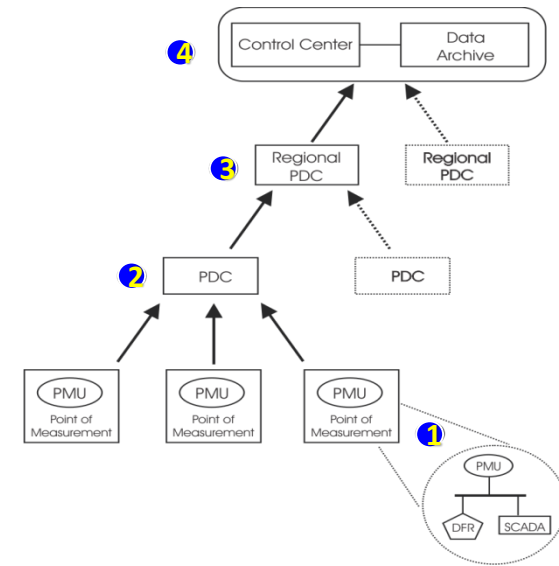 4
Control Center
Data
Archive
3
Regional
PDC
Regional
PDC
2
PDC
PDC
PMU
Point of
Measurement
PMU
Point of
Measurement
PMU
Point of
Measurement
1
PMU
DFR
SCADA